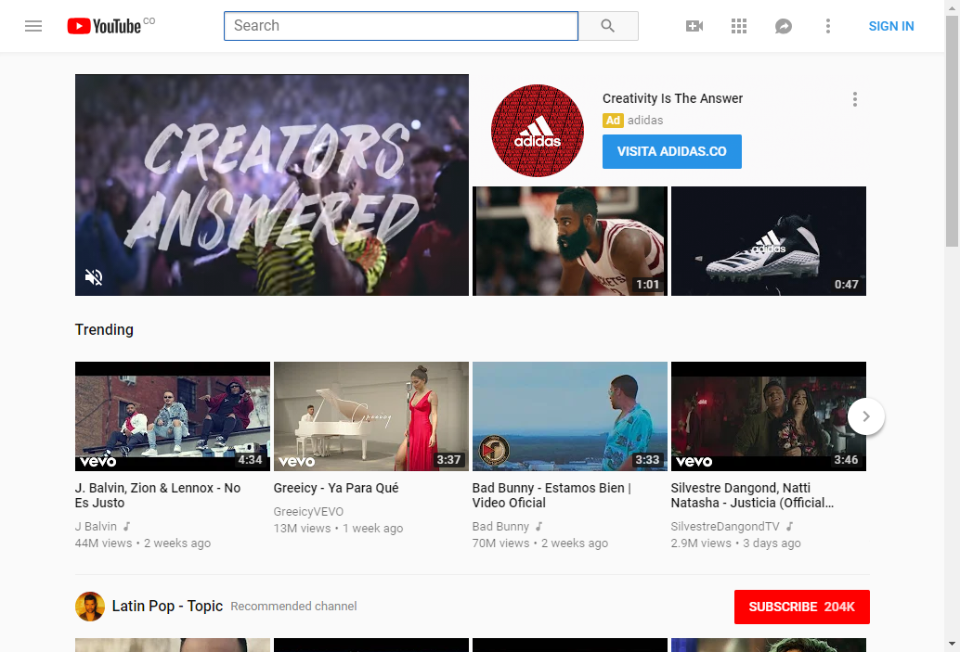 YouTube CO
Search
SIGN IN
CREATORS
ANSWERED
adidas
Creativity Is The Answer
Ad adidas
VISITA ADIDAS.CO
1:01
adidas
0:47
Trending
vevo
4:34
Greeicy
vevo
3:37
3:33
vevo
3:46
J. Balvin, Zion & Lennox - No
Es Justo
J Balvin
44M views • 2 weeks ago
Greeicy - Ya Para Qué
GreeicyVEVO
13M views • 1 week ago
Bad Bunny - Estamos Bien |
Video Oficial
Bad Bunny
70M views • 2 weeks ago
Silvestre Dangond, Natti
Natasha - Justicia (Official...
SilvestreDangondTV
2.9M views • 3 days ago
Latin Pop - Topic Recommended channel
SUBSCRIBE 204K